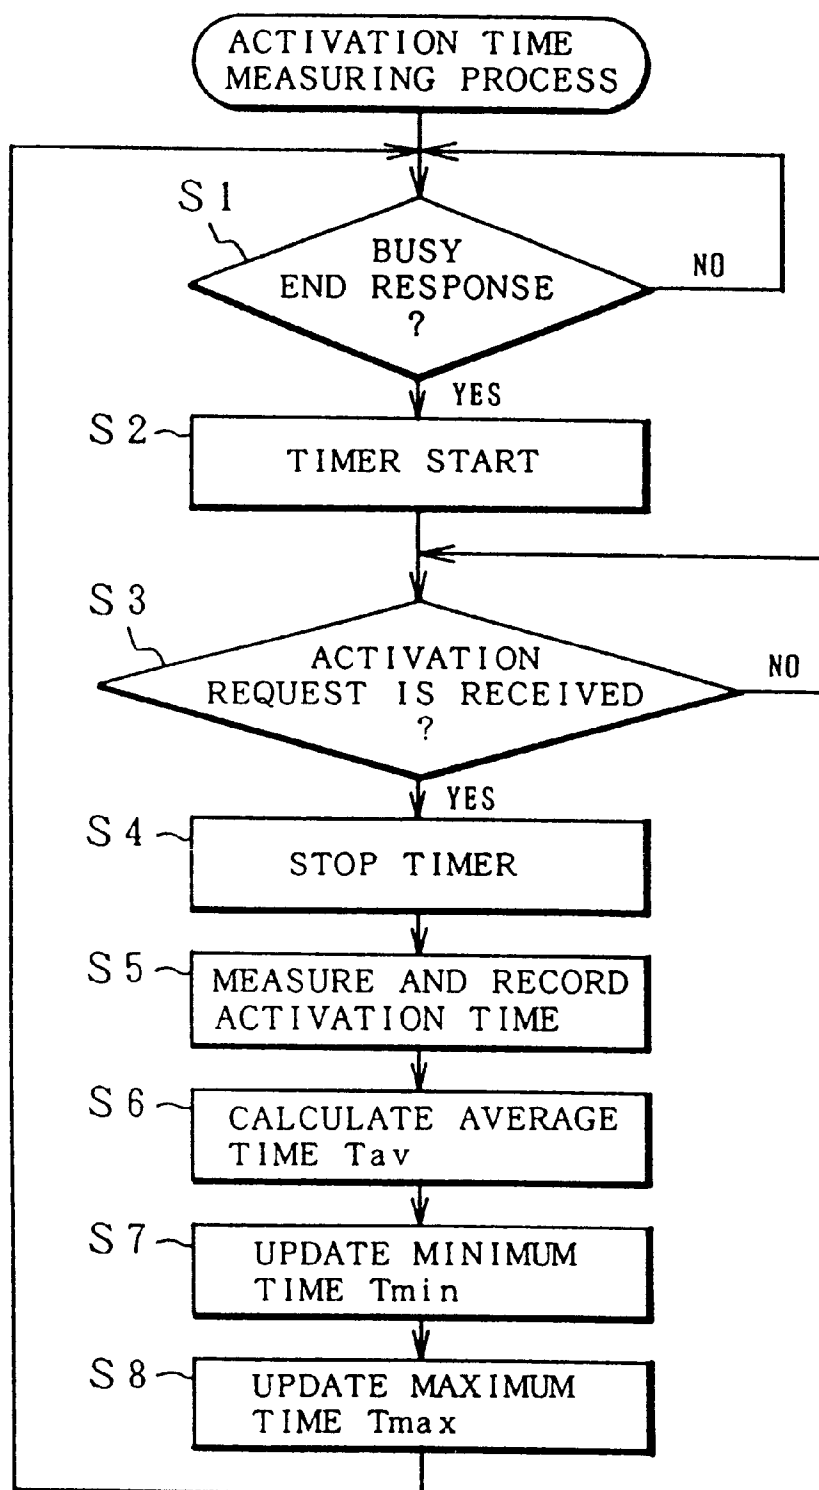 ACTIVATION TIME
MEASURING PROCESS
S1
BUSY
END RESPONSE
?
NO
YES
S2
TIMER START
S3
ACTIVATION
REQUEST IS RECEIVED
?
NO
YES
S4
STOP TIMER
S5
MEASURE AND RECORD
ACTIVATION TIME
S6
CALCULATE AVERAGE
TIME Tav
S7
UPDATE MINIMUM
TIME Tmin
S8
UPDATE MAXIMUM
TIME Tmax